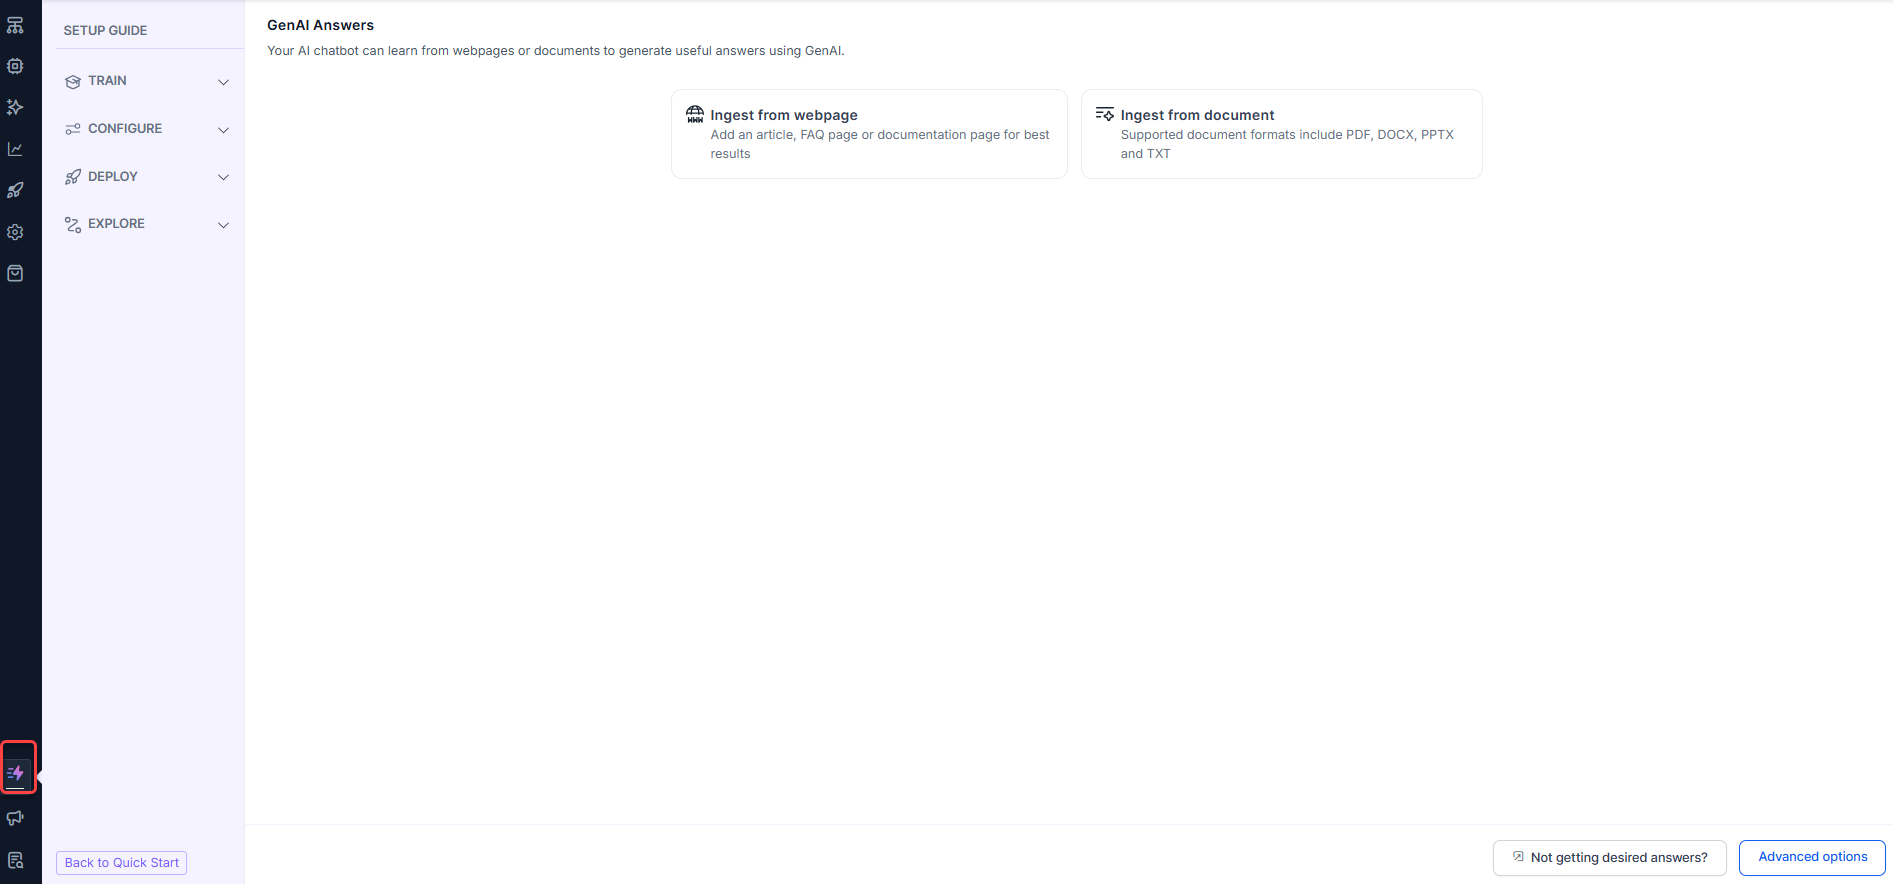 SETUP GUIDE
TRAIN
CONFIGURE
DEPLOY
EXPLORE
Back to Quick Start
GenAI Answers
Your AI chatbot can learn from webpages or documents to generate useful answers using GenAI.
WWW
Ingest from webpage
Add an article, FAQ page or documentation page for best
results
Ingest from document
Supported document formats include PDF, DOCX, PPTX
and TXT
Not getting desired answers?
Advanced options